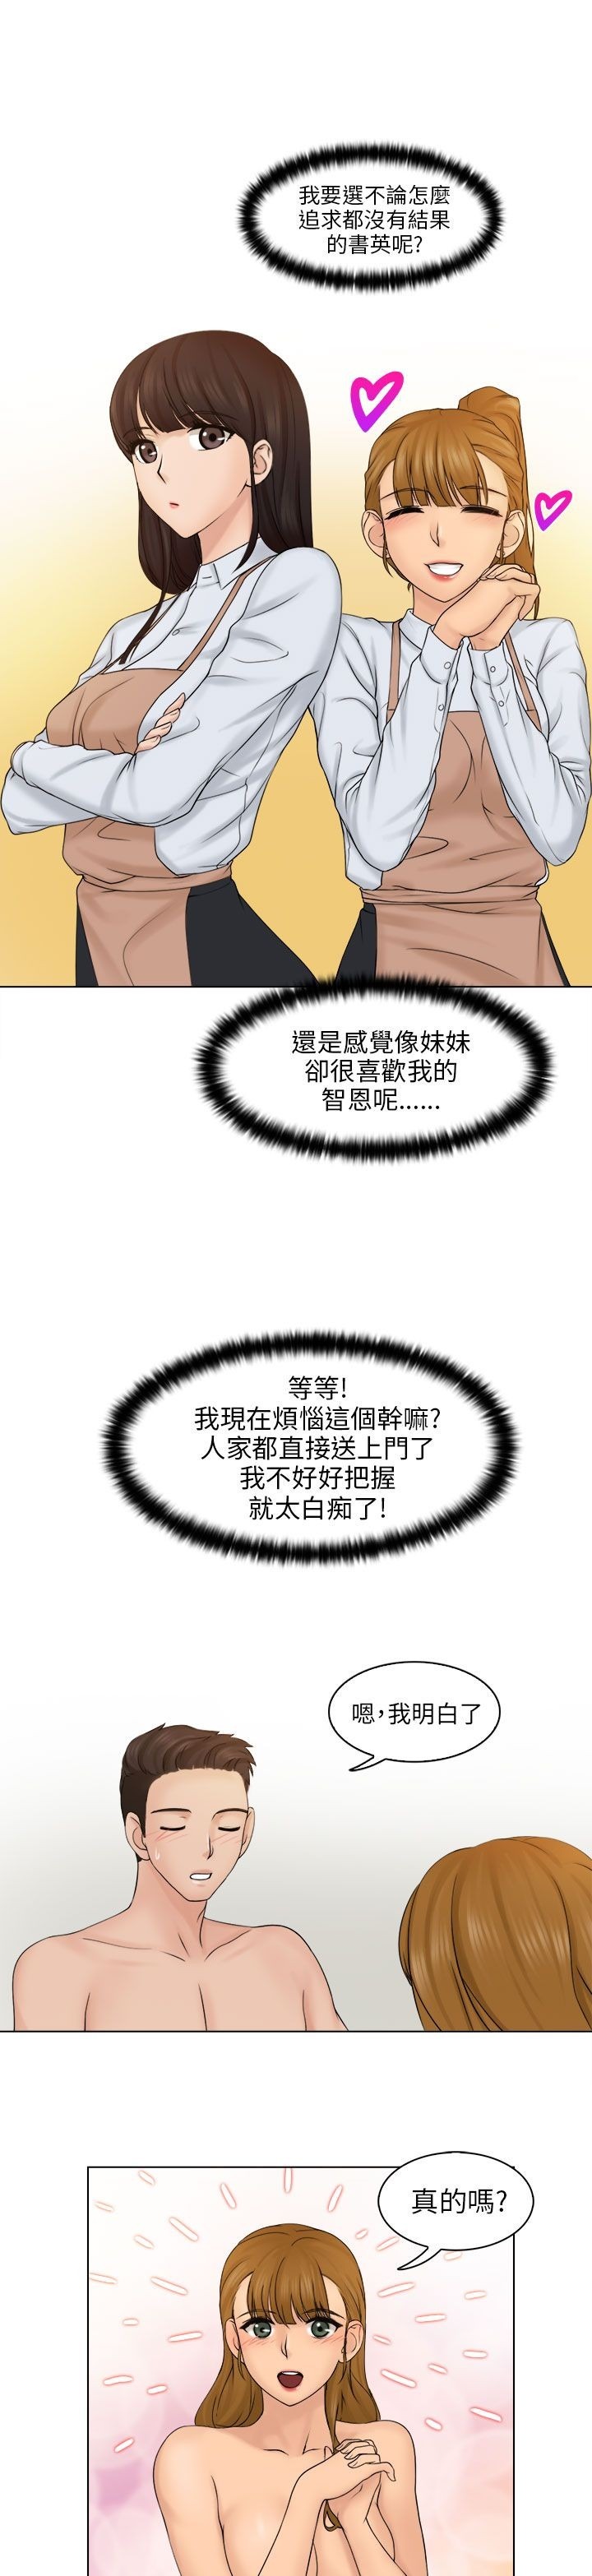 我要選不論怎麼
追求都沒有結果
的書英呢?
還是感覺像妹妹
卻很喜歡我的
智恩呢……
等等!
我現在煩惱這個幹嘛?
人家都直接送上門了
我不好好把握
就太白痴了!
嗯,我明白了
真的嗎?